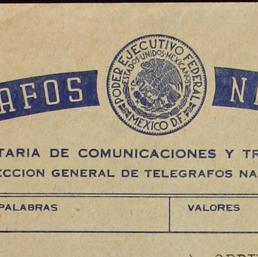 PODER EJECUTIVO FEDERAL
ESTADOS UNIDOS MEXICANOS
MEXICO D.F.
AFOS N
TARIA DE COMUNICACIONES Y TR
ECCION GENERAL DE TELEGRAFOS NA
PALABRAS VALORES